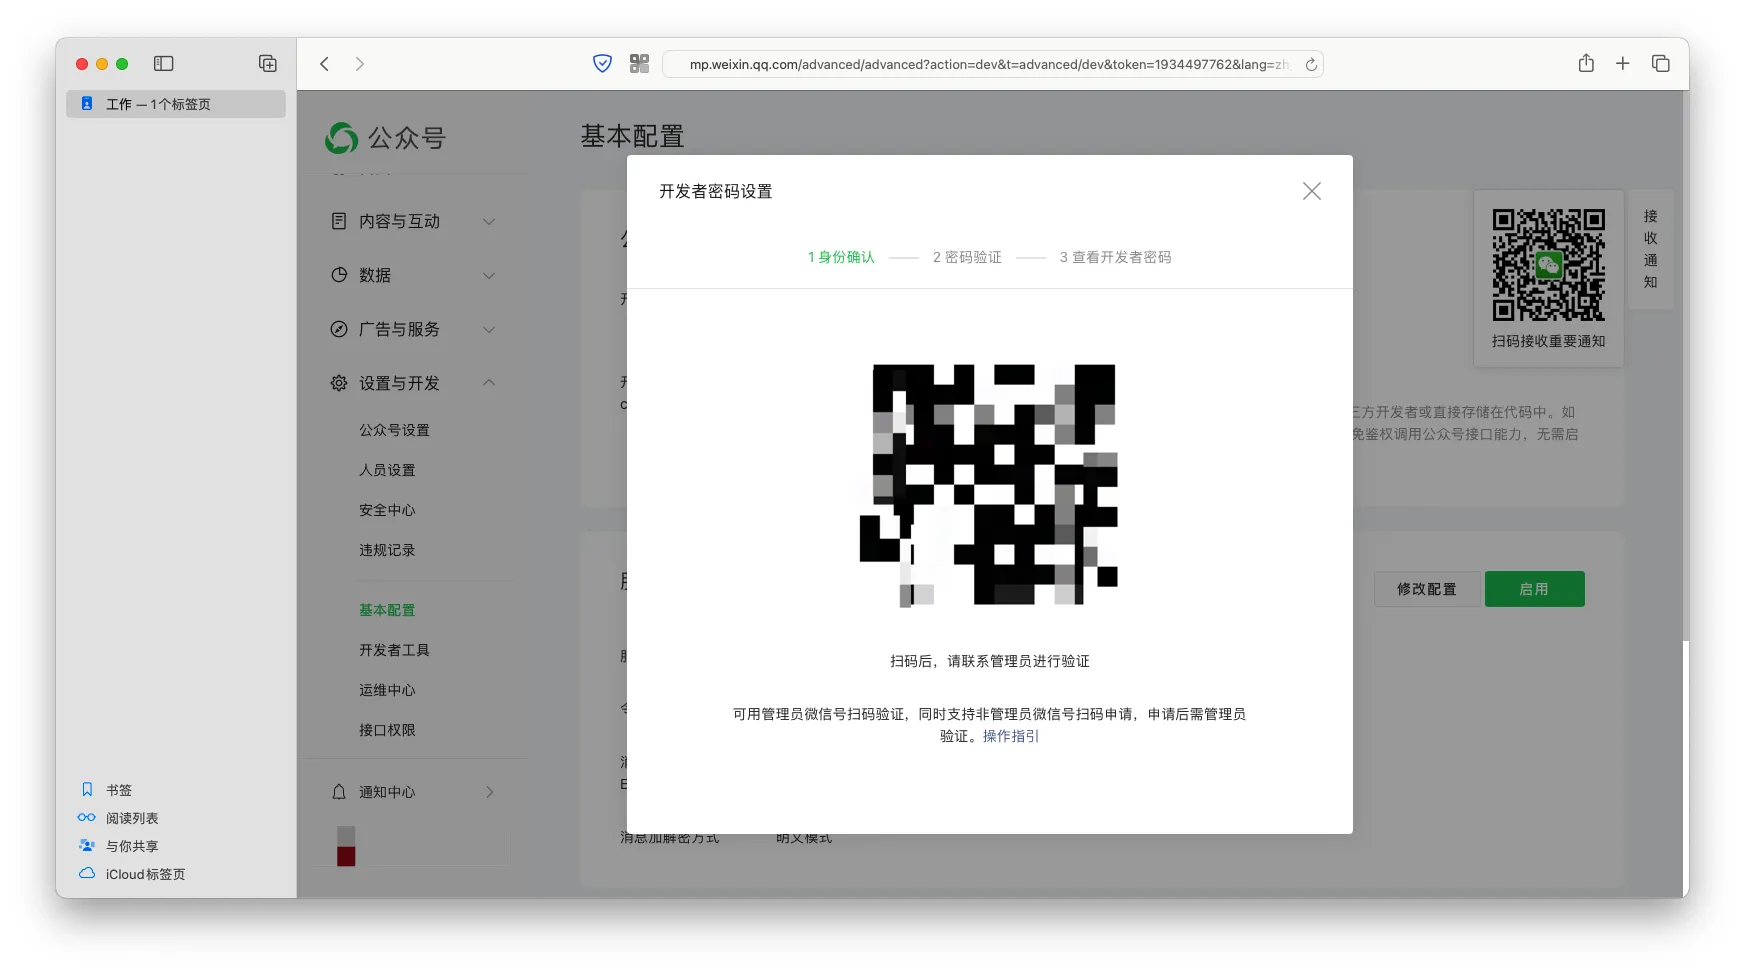 工作 — 1个标签页
mp.weixin.qq.com/advanced/advanced?action=dev&t=advanced/dev&token=1934497762&lang=zh
公众号
内容与互动
数据
广告与服务
设置与开发
公众号设置
人员设置
安全中心
违规记录
基本配置
开发者工具
运维中心
接口权限
通知中心
书签
阅读列表
与你共享
iCloud标签页
基本配置
开发者密码设置
1 身份确认
2 密码验证
3 查看开发者密码
扫码后，请联系管理员进行验证
可用管理员微信号扫码验证，同时支持非管理员微信号扫码申请，申请后需管理员
验证。操作指引
扫码接收重要通知
接收通知
三方开发者或直接存储在代码中。如
免鉴权调用公众号接口能力，无需启
修改配置
启用
消息加解密方式
明文模式